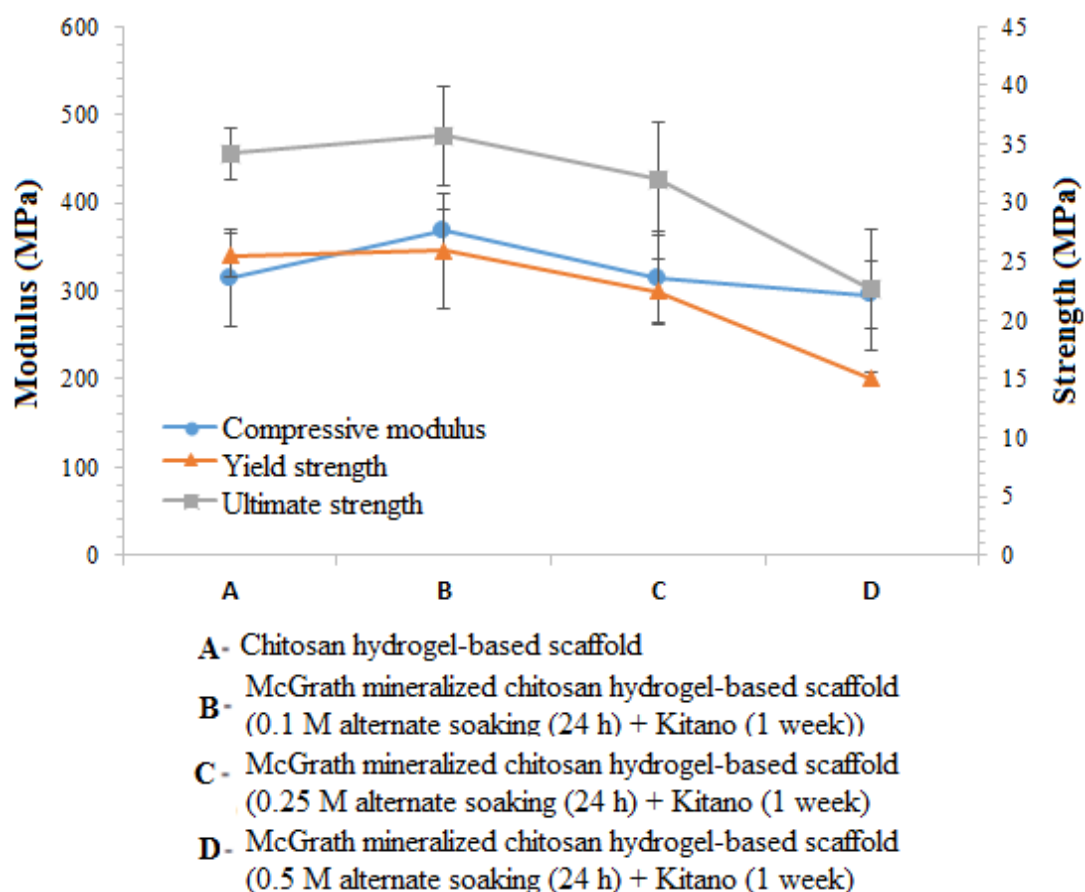 600
500
400
300
200
100
0
Modulus (MPa)
45
40
35
30
25
20
15
10
5
0
Strength (MPa)
Compressive modulus
Yield strength
Ultimate strength
A B C D
A- Chitosan hydrogel-based scaffold
B- McGrath mineralized chitosan hydrogel-based scaffold
(0.1 M alternate soaking (24 h) + Kitano (1 week))
C- McGrath mineralized chitosan hydrogel-based scaffold
(0.25 M alternate soaking (24 h) + Kitano (1 week)
D- McGrath mineralized chitosan hydrogel-based scaffold
(0.5 M alternate soaking (24 h) + Kitano (1 week)